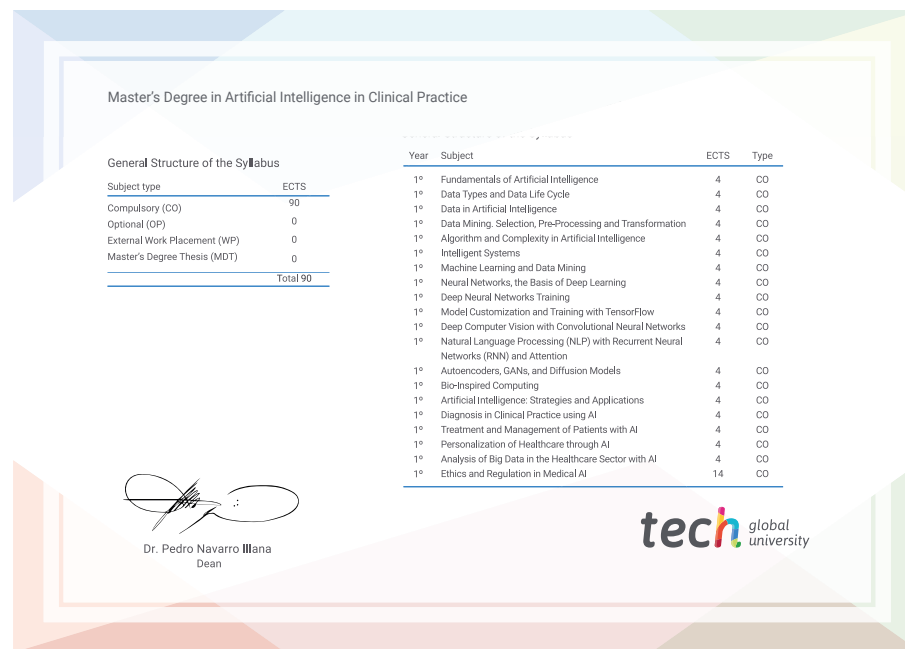 Master's Degree in Artificial Intelligence in Clinical Practice
General Structure of the Syllabus
Subject type ECTS
Compulsory (CO) 90
Optional (OP) 0
External Work Placement (WP) 0
Master's Degree Thesis (MDT) 0
Total 90
Year Subject ECTS Type
1º Fundamentals of Artificial Intelligence 4 CO
1º Data Types and Data Life Cycle 4 CO
1º Data in Artificial Intelligence 4 CO
1º Data Mining. Selection, Pre-Processing and Transformation 4 CO
1º Algorithm and Complexity in Artificial Intelligence 4 CO
1º Intelligent Systems 4 CO
1º Machine Learning and Data Mining 4 CO
1º Neural Networks, the Basis of Deep Learning 4 CO
1º Deep Neural Networks Training 4 CO
1º Model Customization and Training with TensorFlow 4 CO
1º Deep Computer Vision with Convolutional Neural Networks 4 CO
1º Natural Language Processing (NLP) with Recurrent Neural 4 CO
Networks (RNN) and Attention
1º Autoencoders, GANs, and Diffusion Models 4 CO
1º Bio-Inspired Computing 4 CO
1º Artificial Intelligence: Strategies and Applications 4 CO
1º Diagnosis in Clinical Practice using AI 4 CO
1º Treatment and Management of Patients with AI 4 CO
1º Personalization of Healthcare through AI 4 CO
1º Analysis of Big Data in the Healthcare Sector with AI 4 CO
1º Ethics and Regulation in Medical AI 14 CO
Dr. Pedro Navarro Illana
Dean
tech global
university